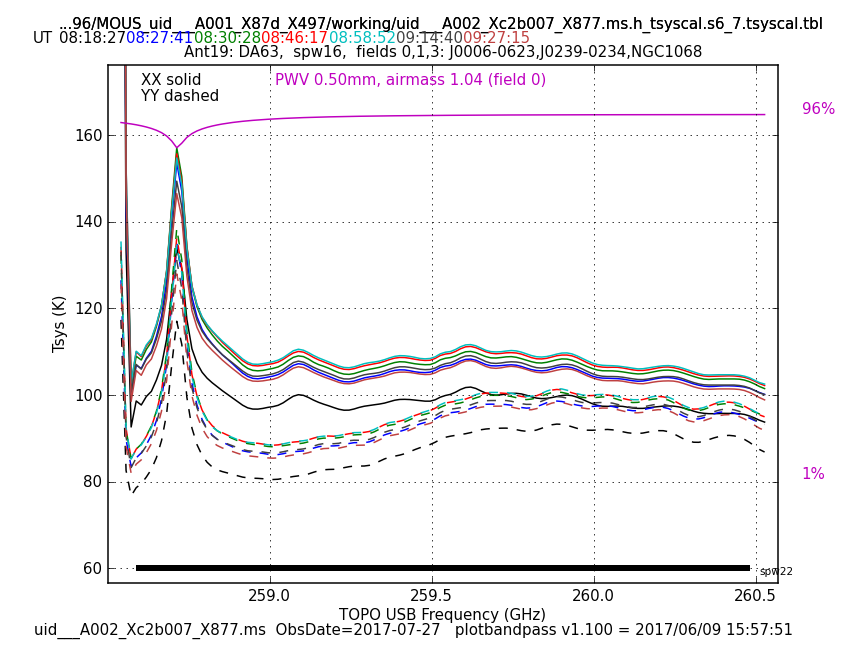 ...96/MOUS_uid___A001_X87d_X497/working/uid___A002_Xc2b007_X877.ms.h_tsyscal.s6_7.tsyscal.tbl
UT 08:18:27 08:27:41 08:30:28 08:46:17 08:58:52 09:14:40 09:27:15
Ant19: DA63, spw16, fields 0,1,3: J0006-0623,J0239-0234,NGC1068
XX solid
PWV 0.50mm, airmass 1.04 (field 0)
YY dashed
96%
160
140
120
Tsys (K)
100
80
1%
60
spw22
259.0 259.5 260.0 260.5
TOPO USB Frequency (GHz)
uid___A002_Xc2b007_X877.ms ObsDate=2017-07-27 plotbandpass v1.100 = 2017/06/09 15:57:51